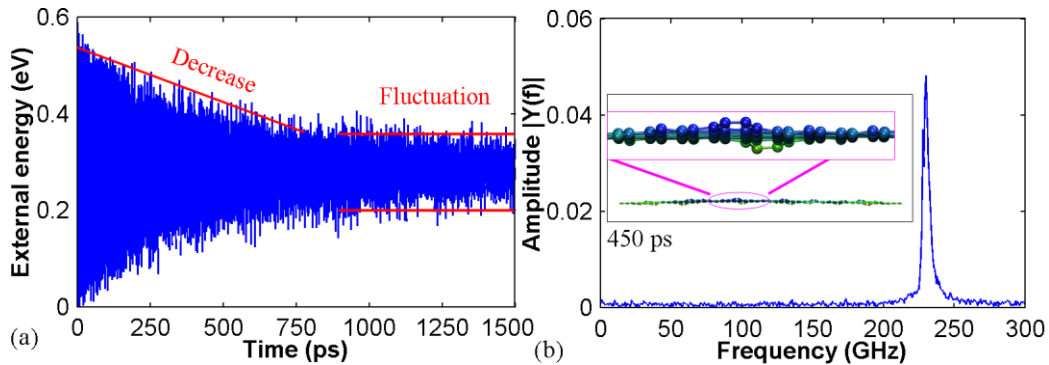 0.6
0.4
0.2
0
External energy (eV)
Decrease
Fluctuation
0 250 500 750 1000 1250 1500
Time (ps)
(a)
0.06
0.04
0.02
0
Amplitude |Y(f)|
450 ps
0 50 100 150 200 250 300
Frequency (GHz)
(b)